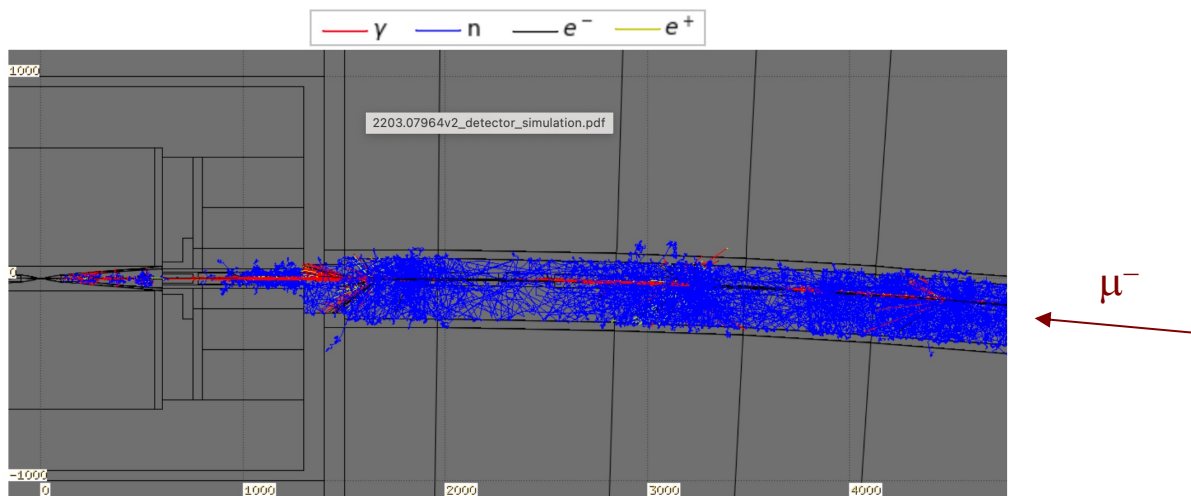 γ n e⁻ e⁺
1000
2203.07964v2_detector_simulation.pdf
0
μ⁻
-1000
0 1000 2000 3000 4000